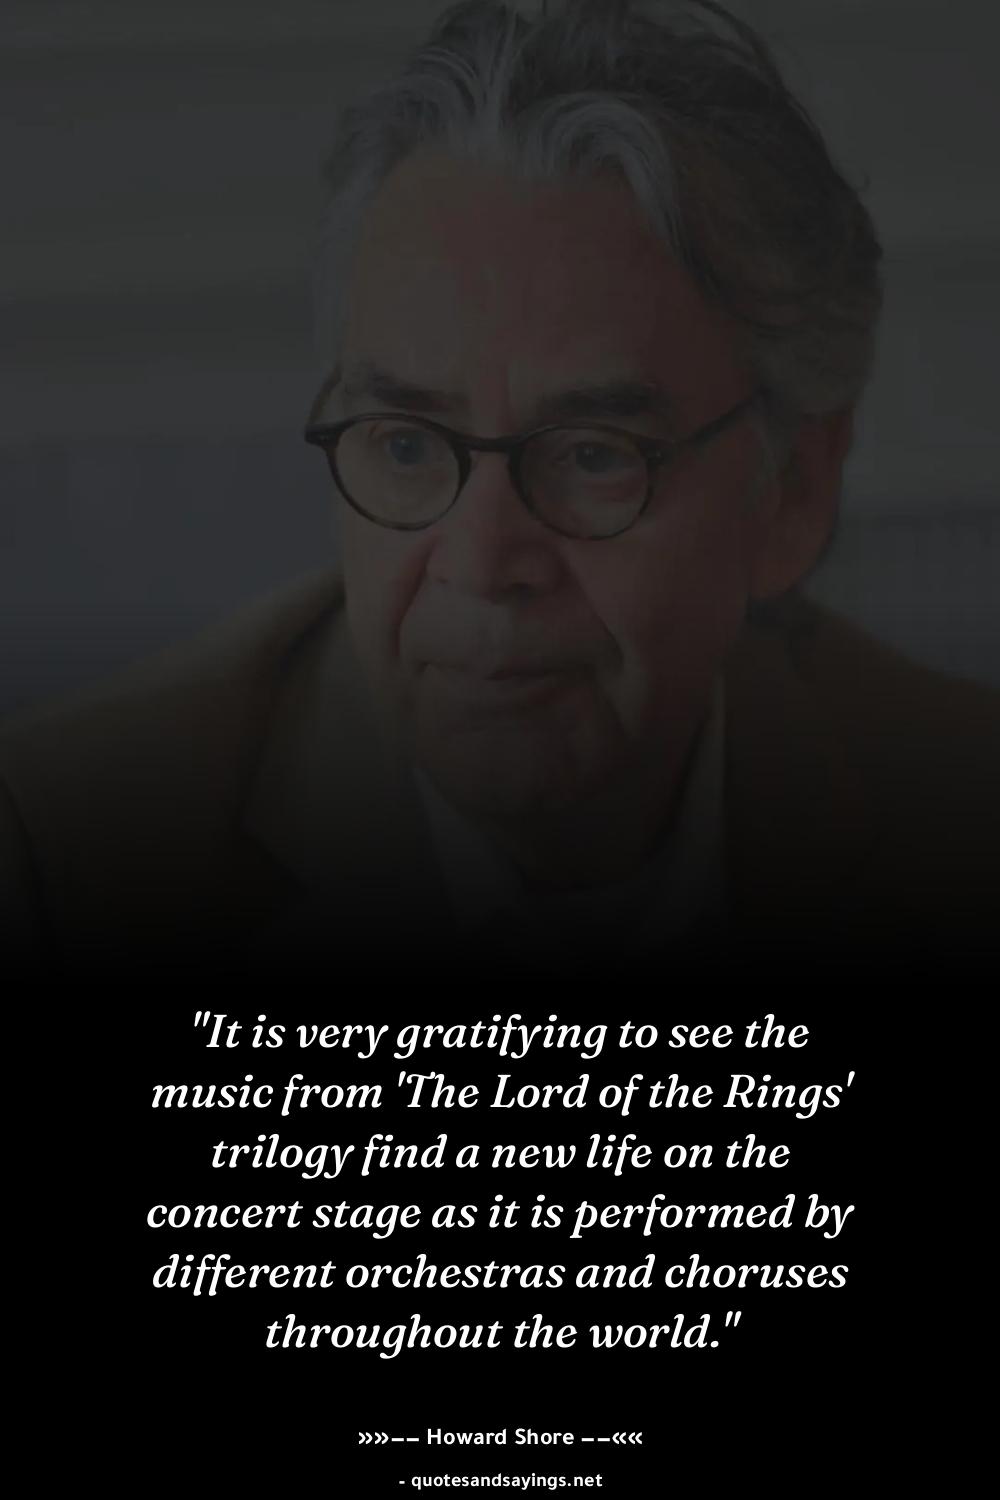 "It is very gratifying to see the
music from 'The Lord of the Rings'
trilogy find a new life on the
concert stage as it is performed by
different orchestras and choruses
throughout the world."
»»−− Howard Shore −−««
- quotesandsayings.net